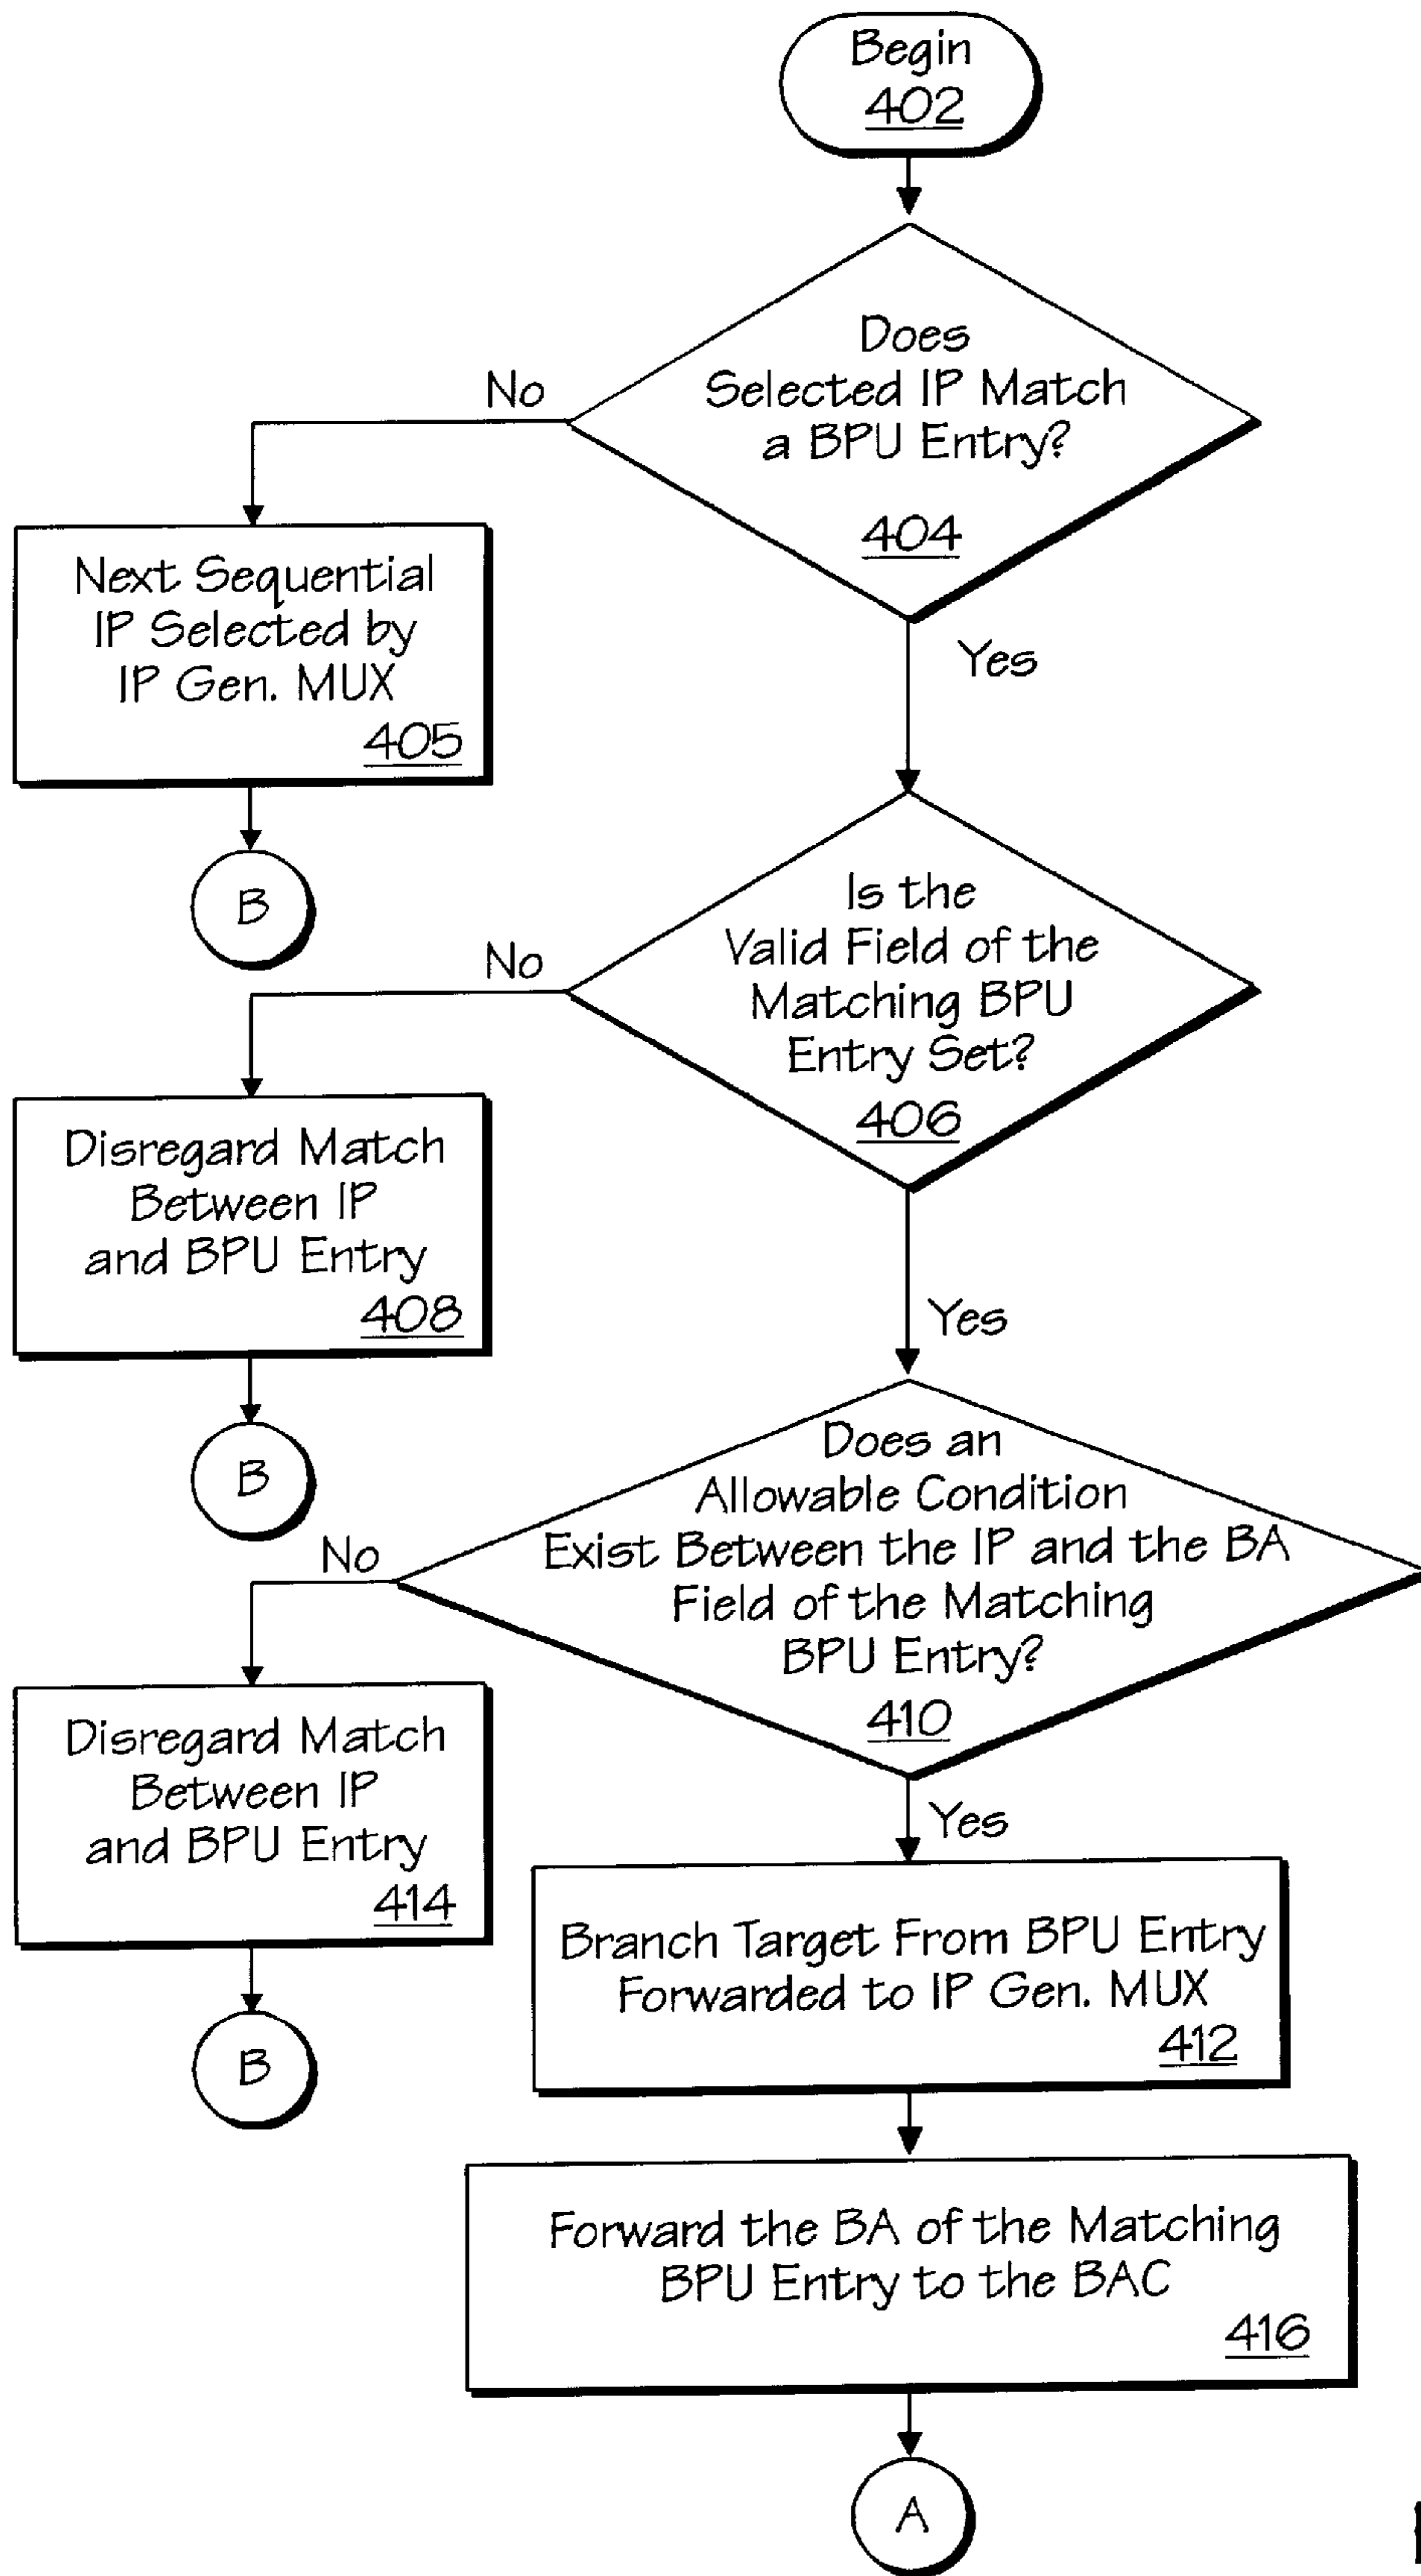 Begin
402
Does
Selected IP Match
a BPU Entry?
404
No
Yes
Next Sequential
IP Selected by
IP Gen. MUX
405
B
Is the
Valid Field of the
Matching BPU
Entry Set?
406
No
Yes
Disregard Match
Between IP
and BPU Entry
408
B
Does an
Allowable Condition
Exist Between the IP and the BA
Field of the Matching
BPU Entry?
410
No
Yes
Disregard Match
Between IP
and BPU Entry
414
B
Branch Target From BPU Entry
Forwarded to IP Gen. MUX
412
Forward the BA of the Matching
BPU Entry to the BAC
416
A